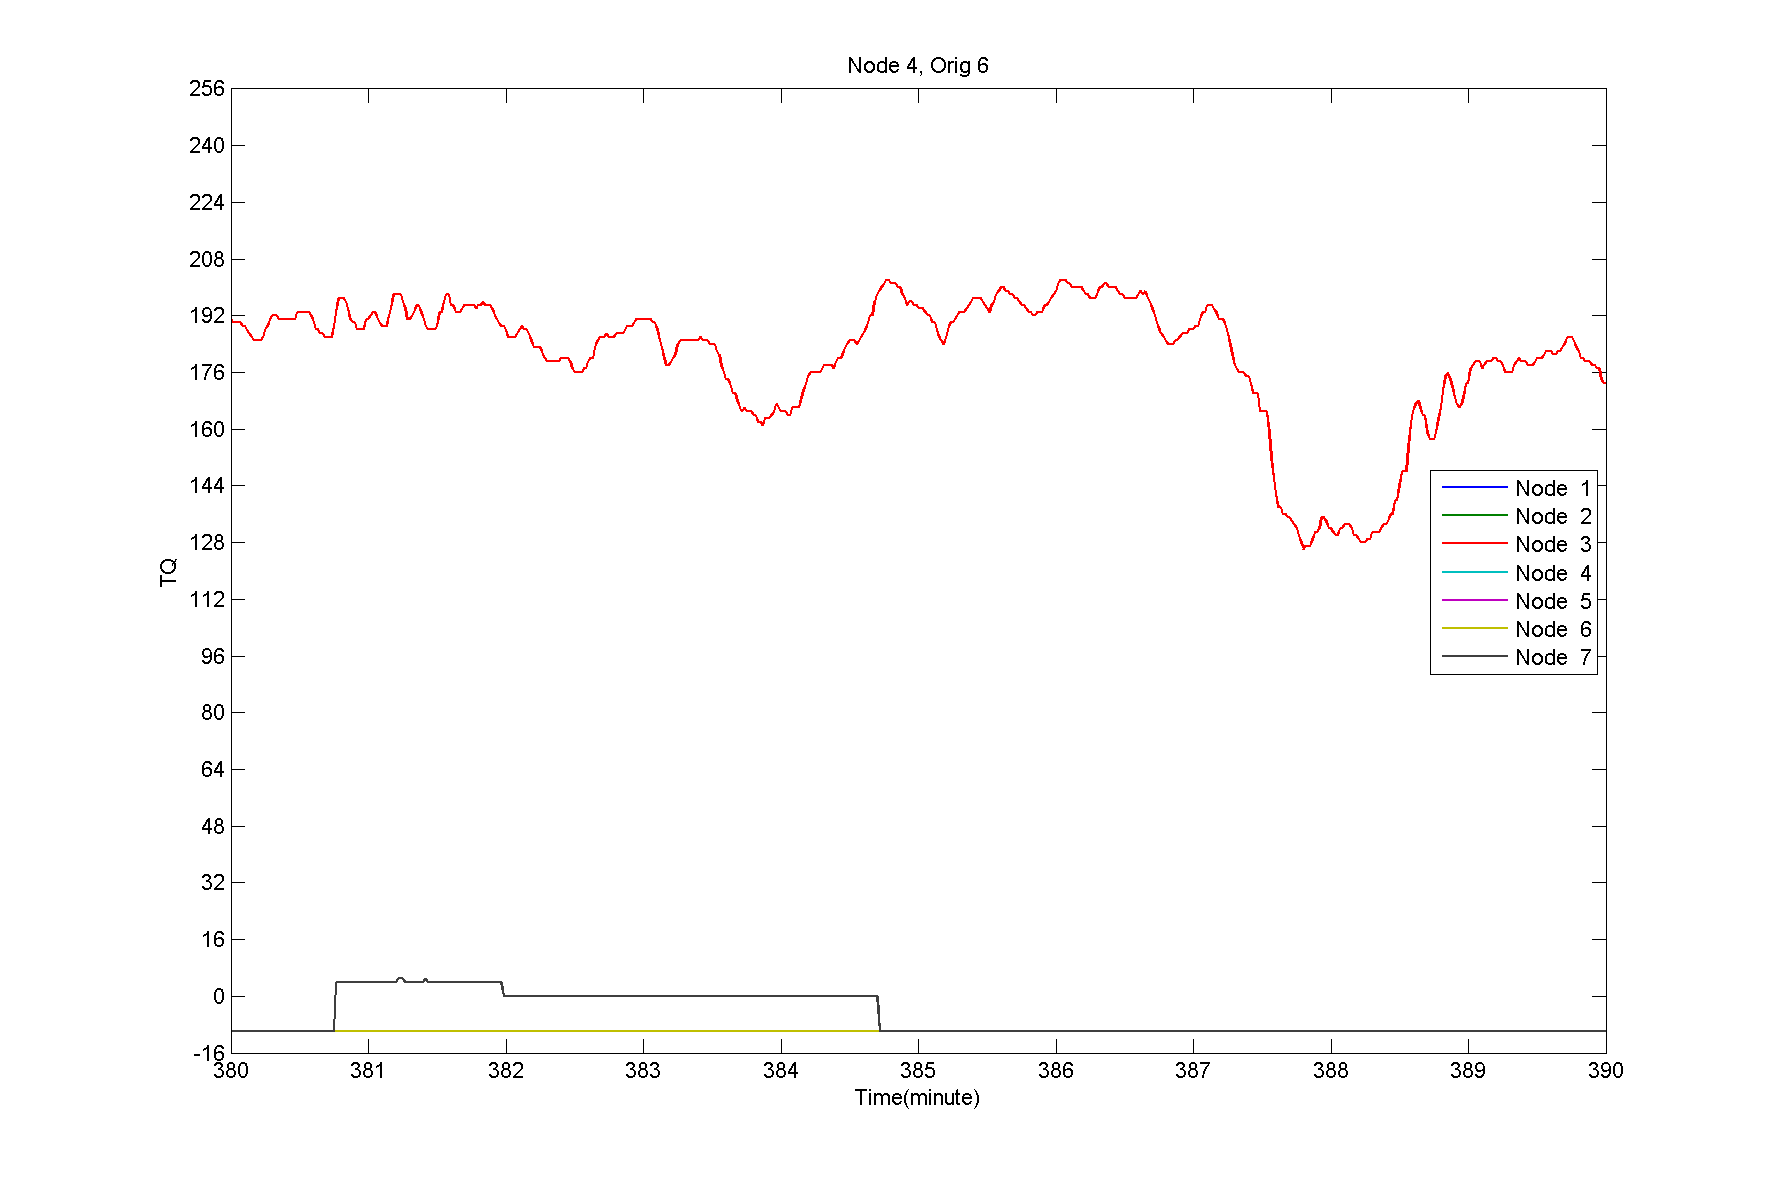 Node 4, Orig 6
256
240
224
208
192
176
160
144
128
112
96
80
64
48
32
16
0
-16
TQ
Node 1
Node 2
Node 3
Node 4
Node 5
Node 6
Node 7
380 381 382 383 384 385 386 387 388 389 390
Time(minute)